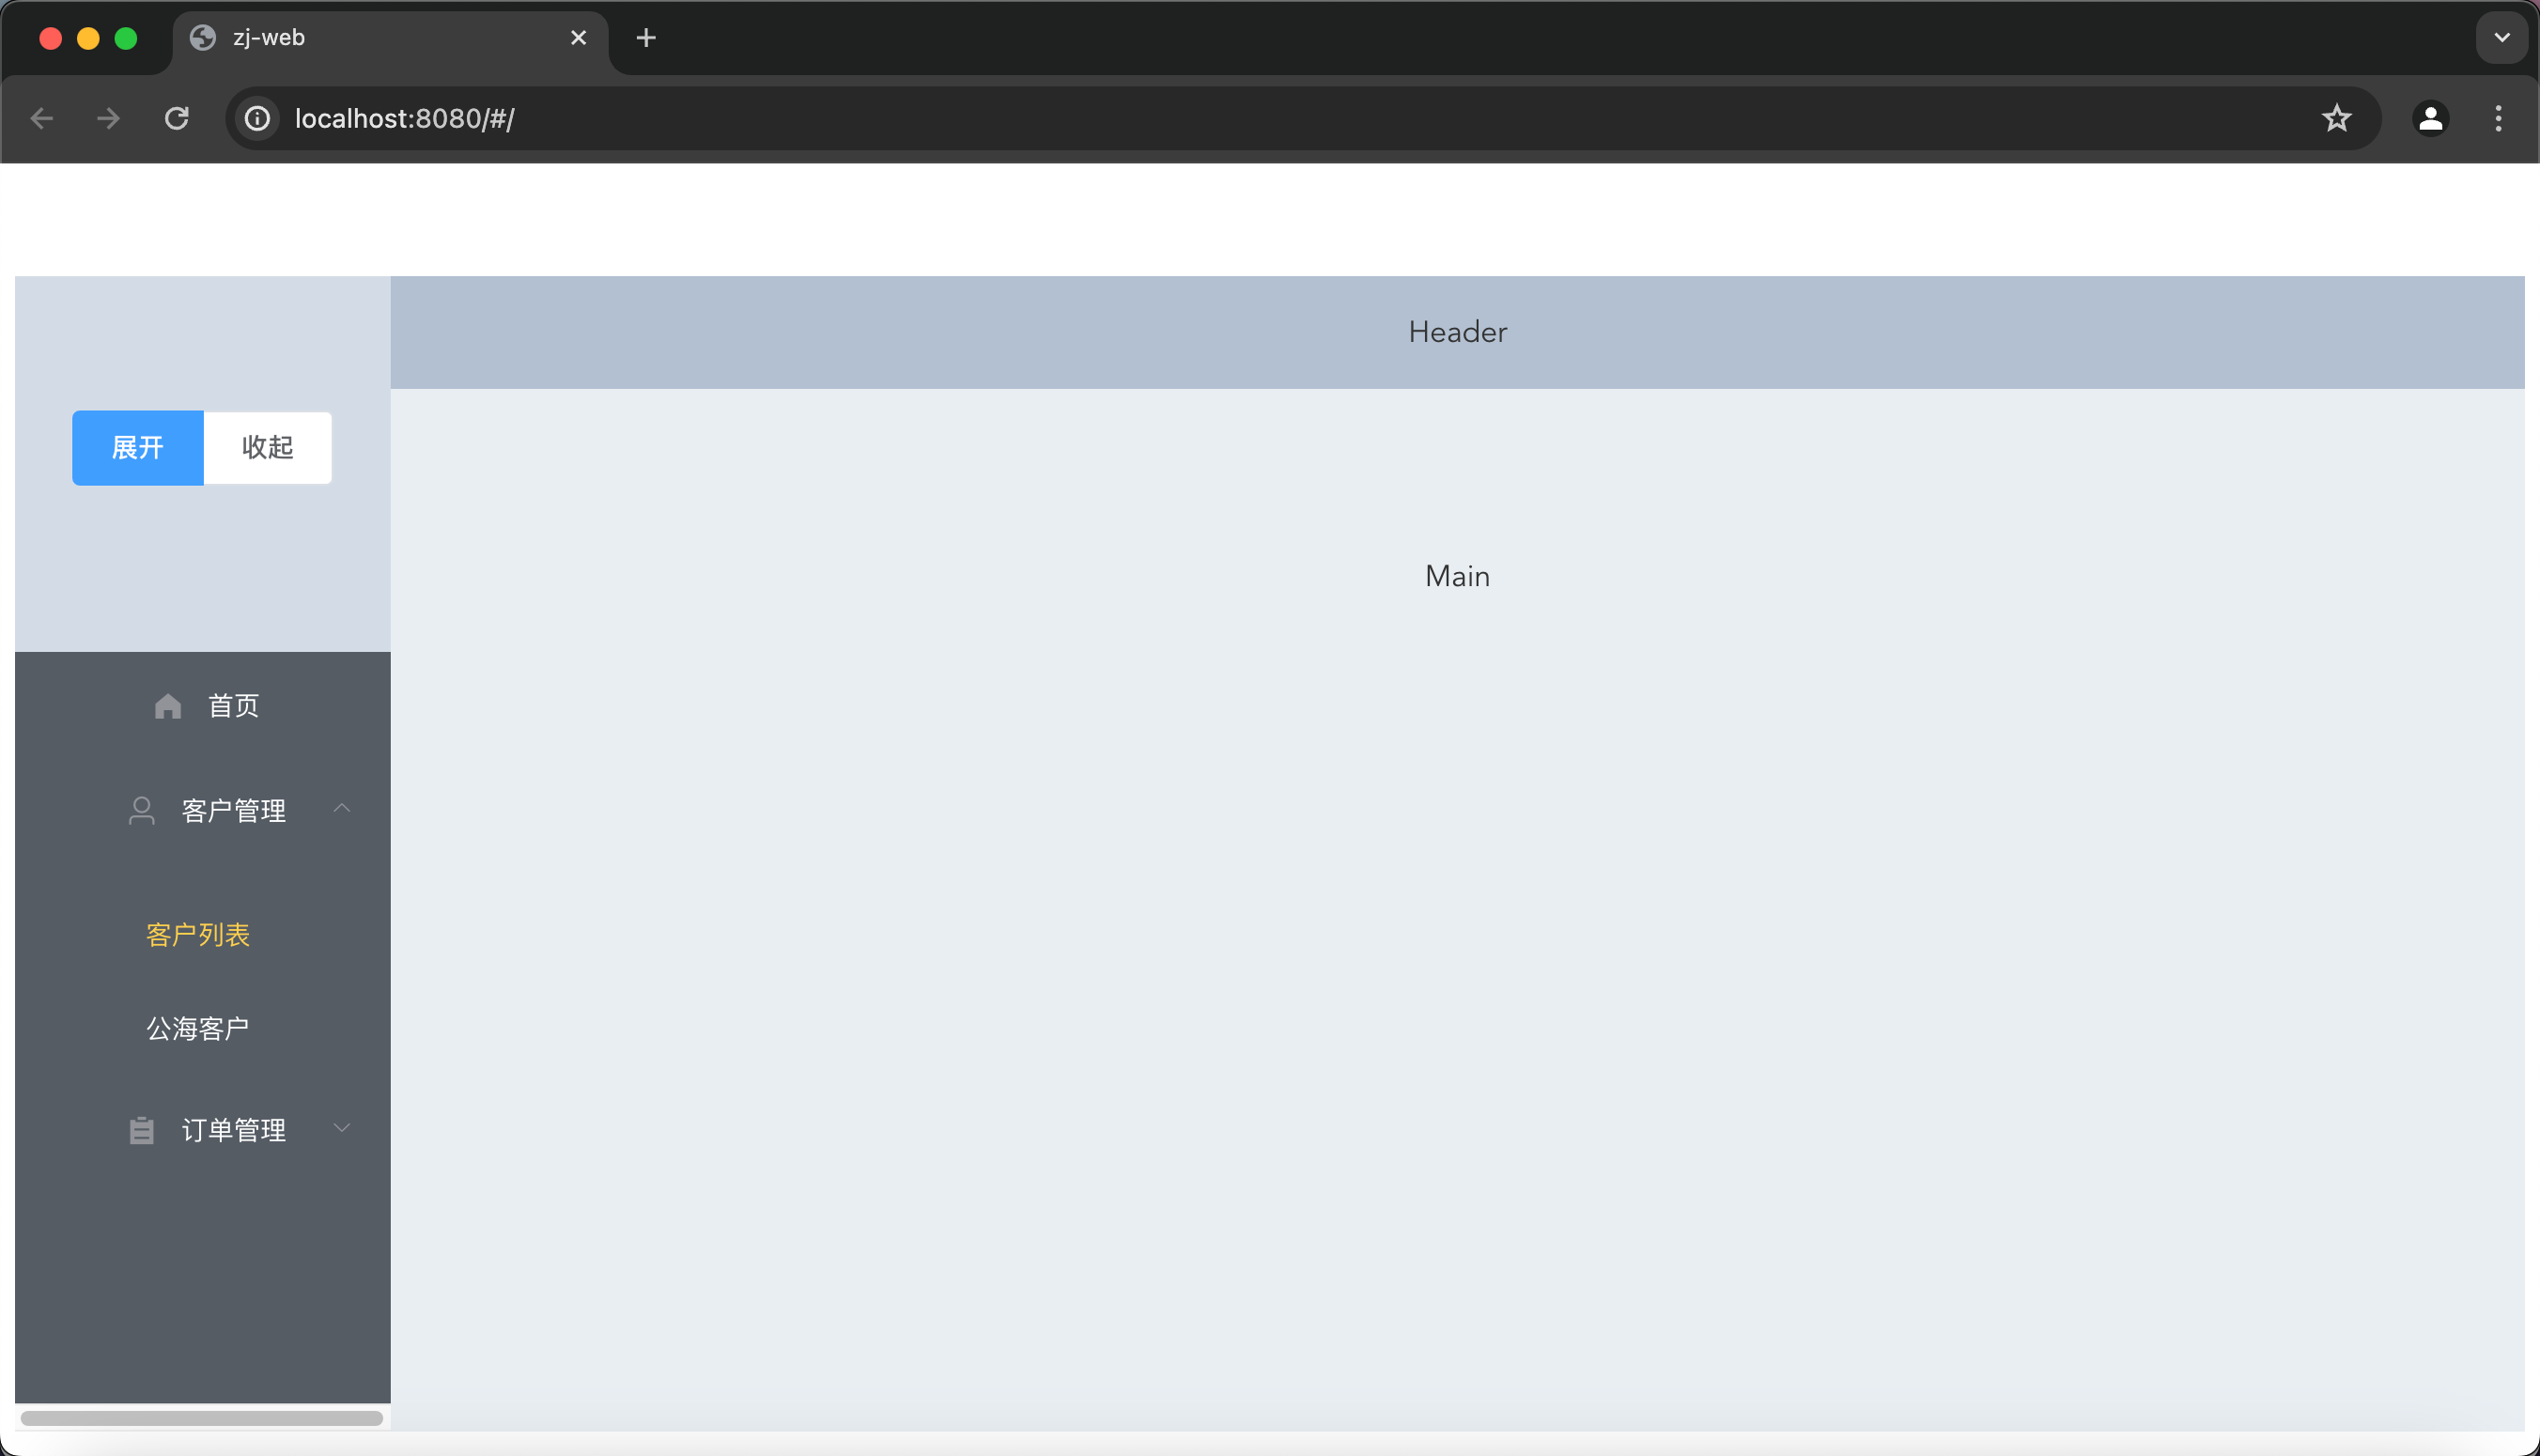 zj-web
localhost:8080/#/
Header
展开 收起
Main
首页
客户管理
客户列表
公海客户
订单管理